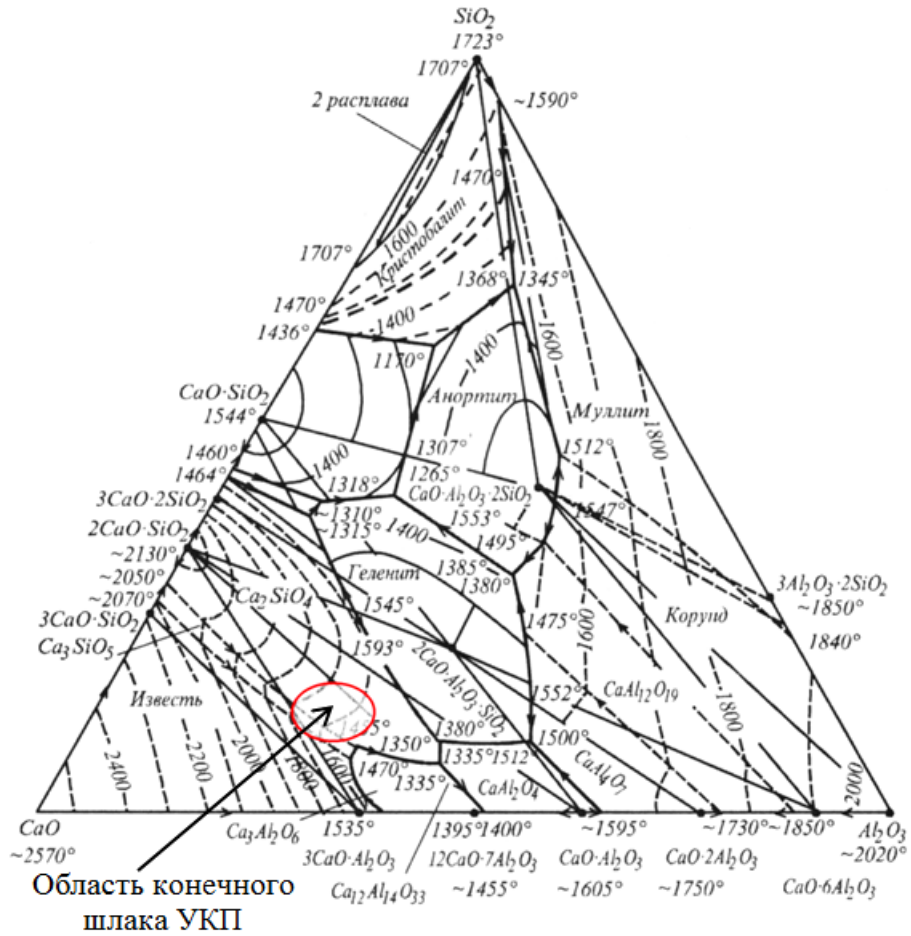 SiO₂
1723°
1707°
~1590°
2 расплава
1470°
1600
Кристобалит
1707°
1368°
1345°
1470°
1436°
1400
1170°
1400
1600
1800
Анортит
Муллит
CaO·SiO₂
1544°
1307°
1265°
1512°
1460°
1464°
1400
1318°
CaO·Al₂O₃·2SiO₂
1547°
3CaO·2SiO₂
~1310°
~1315°
1400
1553°
1495°
2CaO·SiO₂
~2130°
~2050°
~2070°
Геленит
1385°
1380°
3Al₂O₃·2SiO₂
~1850°
1840°
Ca₂SiO₄
1545°
1475°
1600
Корунд
3CaO·SiO₂
Ca₃SiO₅
1593°
2CaO·Al₂O₃·SiO₂
1552°
CaAl₁₂O₁₉
Известь
1380°
1500°
1350°
1335°
1512°
CaAl₄O₇
1800
2400
2200
2000
1800
1600
1470°
1335°
CaAl₂O₄
2000
CaO
~2570°
Ca₃Al₂O₆
1535°
3CaO·Al₂O₃
Ca₁₂Al₁₄O₃₃
1395°
1400°
12CaO·7Al₂O₃
~1455°
~1595°
CaO·Al₂O₃
~1605°
~1730°
CaO·2Al₂O₃
~1750°
~1850°
CaO·6Al₂O₃
Al₂O₃
~2020°
Область конечного
шлака УКП